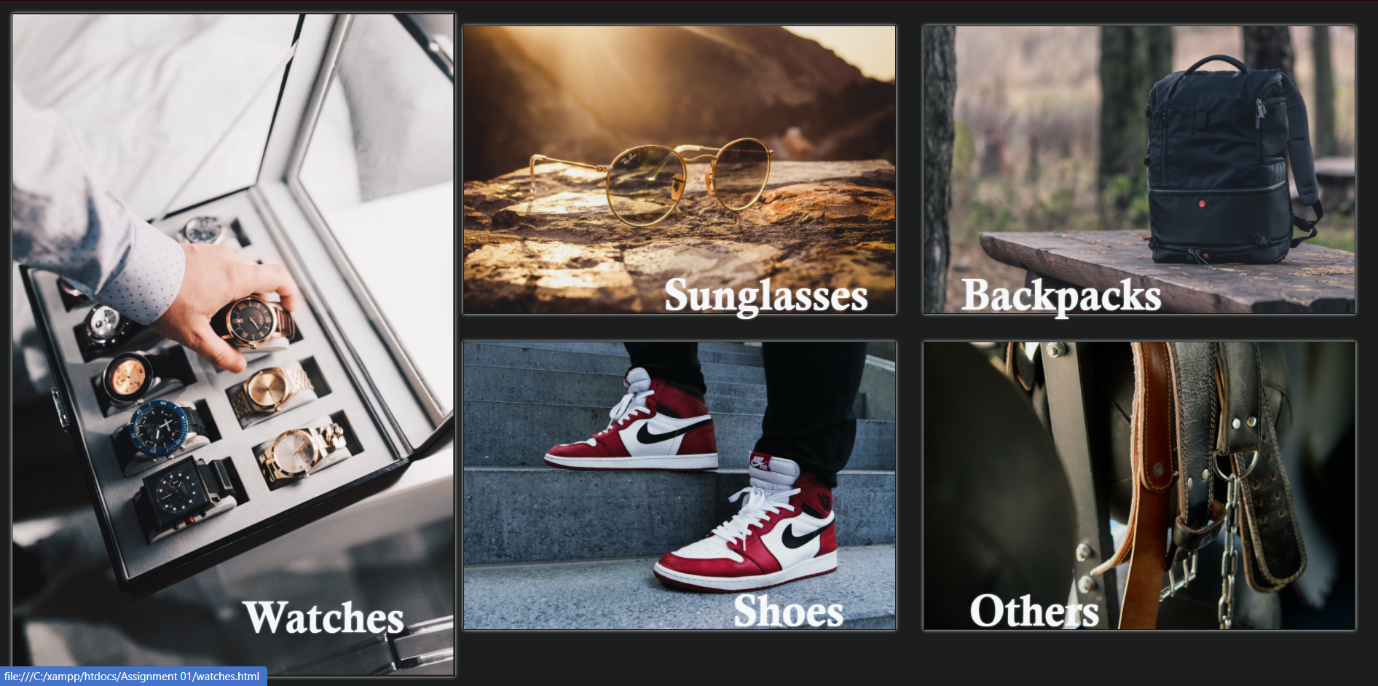 Sunglasses
Backpacks
Watches
Shoes
Others
file:///C:/xampp/htdocs/Assignment 01/watches.html